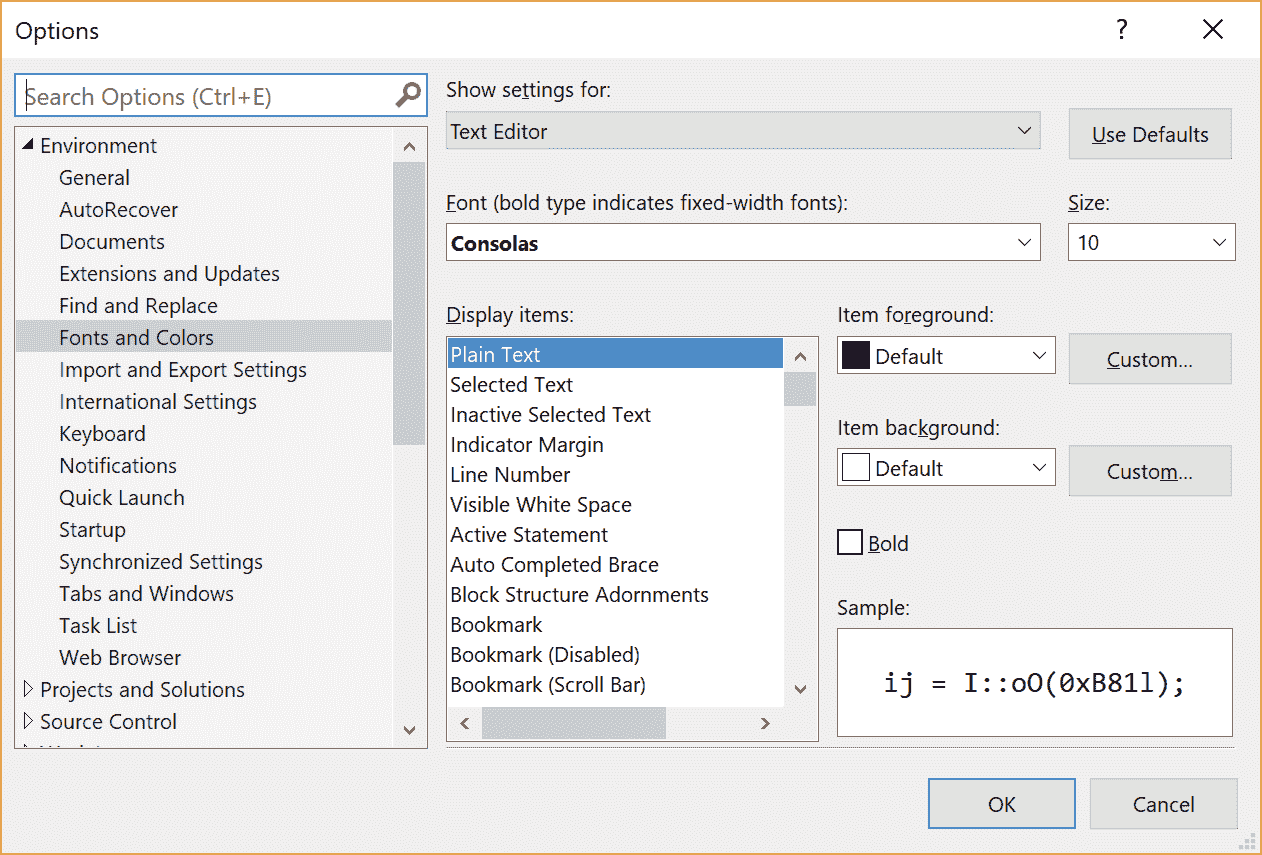 Options
?
Search Options (Ctrl+E)
Environment
General
AutoRecover
Documents
Extensions and Updates
Find and Replace
Fonts and Colors
Import and Export Settings
International Settings
Keyboard
Notifications
Quick Launch
Startup
Synchronized Settings
Tabs and Windows
Task List
Web Browser
Projects and Solutions
Source Control
Show settings for:
Text Editor
Use Defaults
Font (bold type indicates fixed-width fonts):
Consolas
Size:
10
Display items:
Plain Text
Selected Text
Inactive Selected Text
Indicator Margin
Line Number
Visible White Space
Active Statement
Auto Completed Brace
Block Structure Adornments
Bookmark
Bookmark (Disabled)
Bookmark (Scroll Bar)
Item foreground:
Default
Custom...
Item background:
Default
Custom...
Bold
Sample:
ij = I::oO(0xB81l);
OK
Cancel